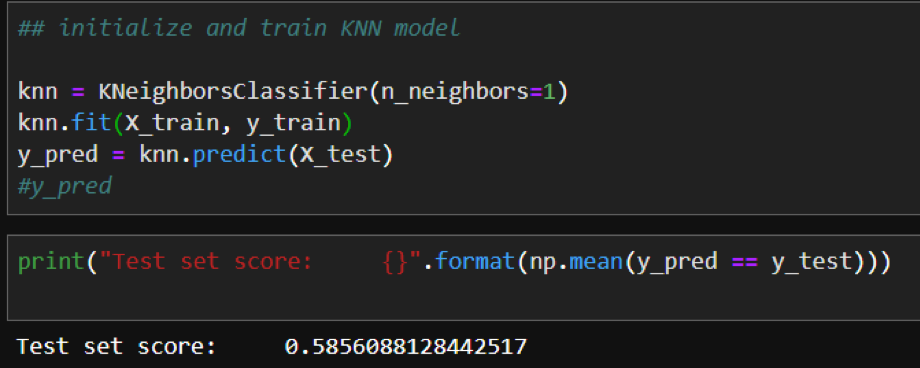 ## initialize and train KNN model
knn = KNeighborsClassifier(n_neighbors=1)
knn.fit(X_train, y_train)
y_pred = knn.predict(X_test)
#y_pred
print("Test set score:     {}".format(np.mean(y_pred == y_test)))
Test set score:     0.5856088128442517